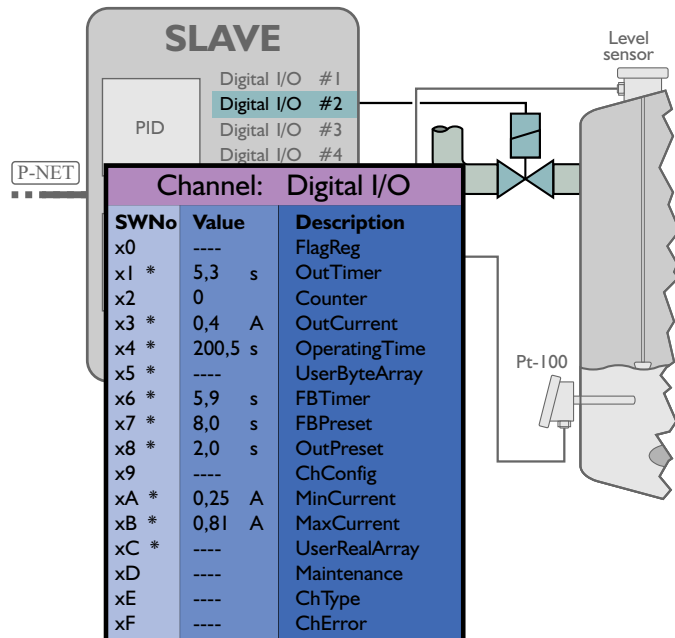 SLAVE
Level
sensor
Digital I/O #1
Digital I/O #2
PID
Digital I/O #3
Digital I/O #4
P-NET
Channel: Digital I/O
SWNo Value Description
x0 ---- FlagReg
x1 * 5,3 s OutTimer
x2 0 Counter
x3 * 0,4 A OutCurrent
x4 * 200,5 s OperatingTime
x5 * ---- UserByteArray
x6 * 5,9 s FBTimer
x7 * 8,0 s FBPreset
x8 * 2,0 s OutPreset
x9 ---- ChConfig
xA * 0,25 A MinCurrent
xB * 0,81 A MaxCurrent
xC * ---- UserRealArray
xD ---- Maintenance
xE ---- ChType
xF ---- ChError
Pt-100